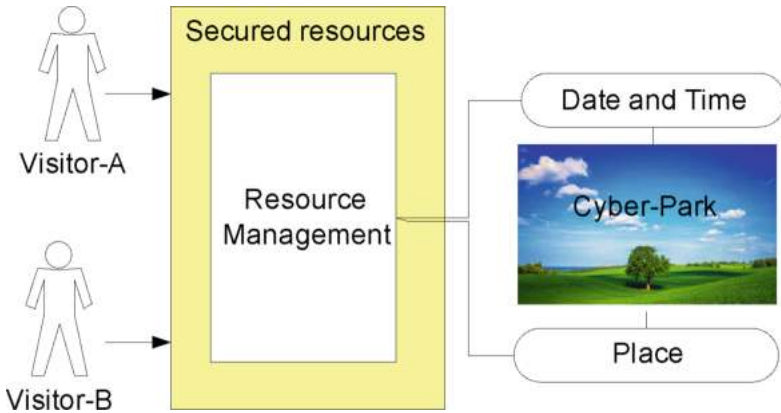 Secured resources
Visitor-A
Resource
Management
Date and Time
Cyber-Park
Place
Visitor-B